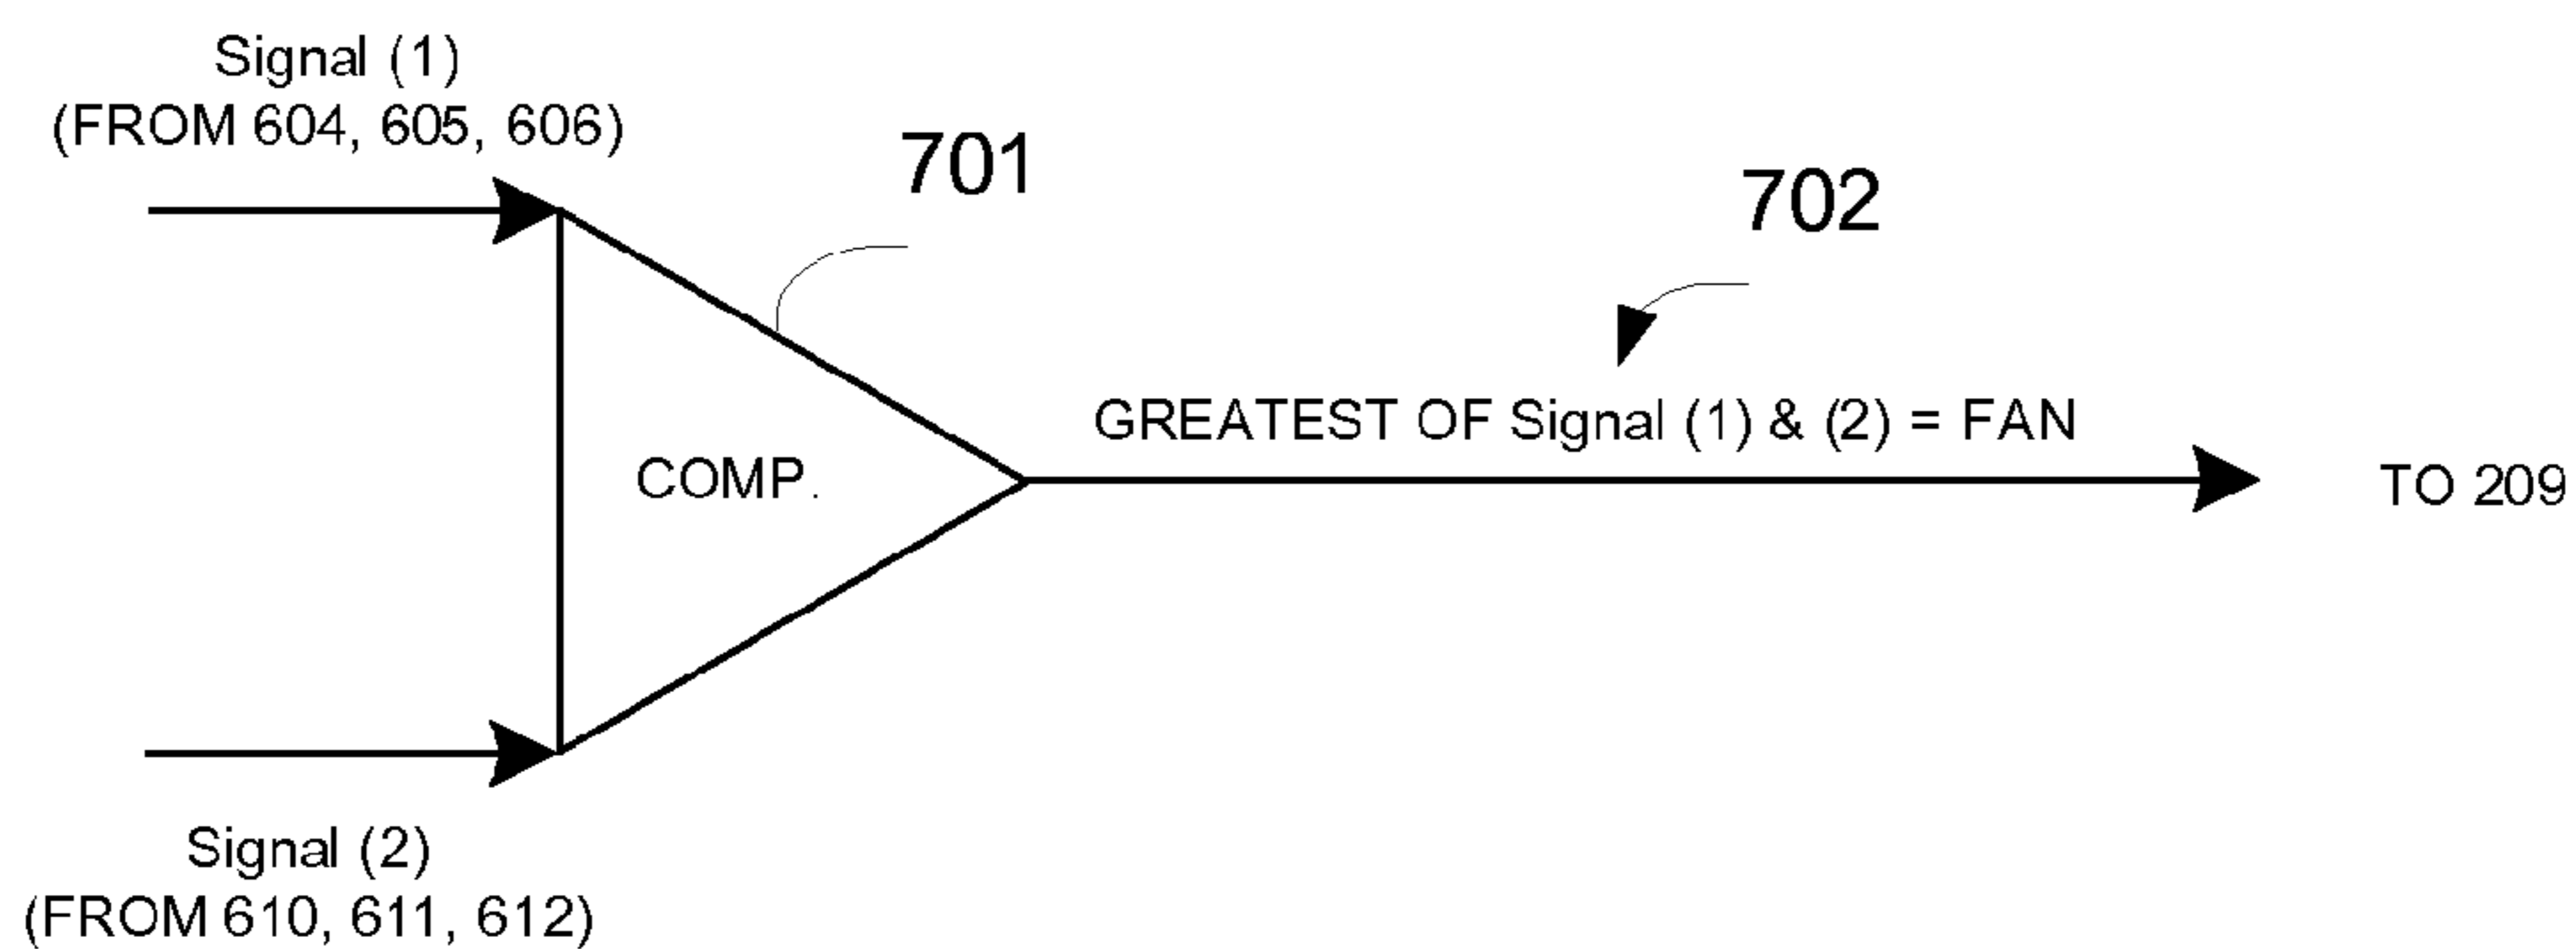 Signal (1)
(FROM 604, 605, 606)
701
702
GREATEST OF Signal (1) & (2) = FAN
COMP.
TO 209
Signal (2)
(FROM 610, 611, 612)